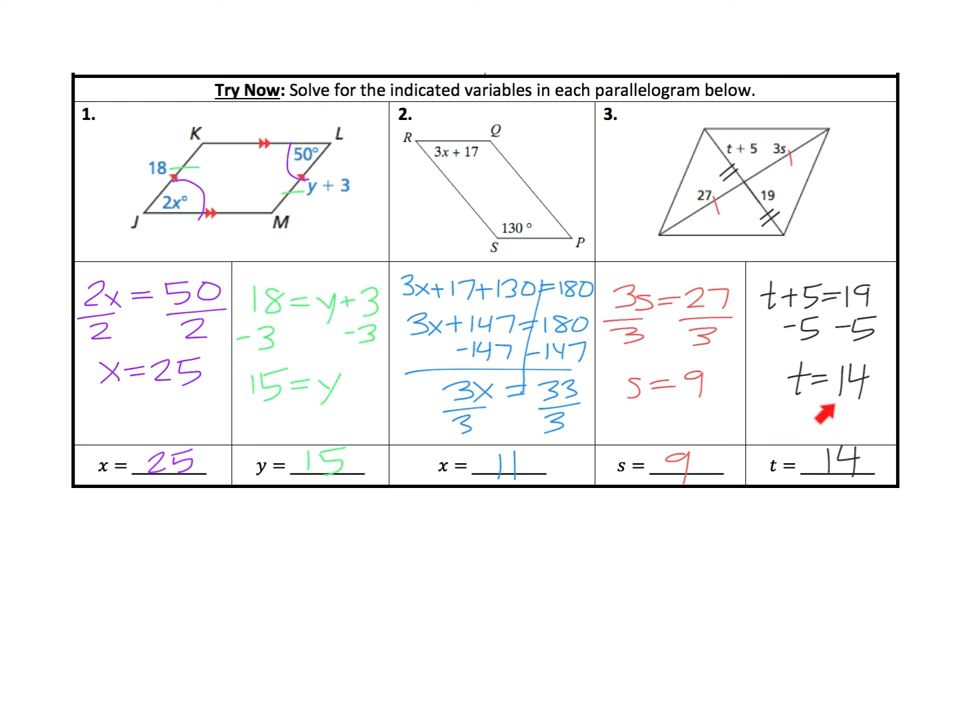 Try Now: Solve for the indicated variables in each parallelogram below.
1.
K
L
50°
18
y + 3
2x°
J
M
2.
R
Q
3x + 17
130 °
S
P
3.
t + 5 3s
27
19
2x = 50
2 2
x = 25
18 = y + 3
-3 -3
15 = y
3x+17+130=180
3x+147=180
-147 -147
3x = 33
3 3
3s = 27
3 3
s = 9
t+5=19
-5 -5
t=14
x = 25
y = 15
x = 11
s = 9
t = 14